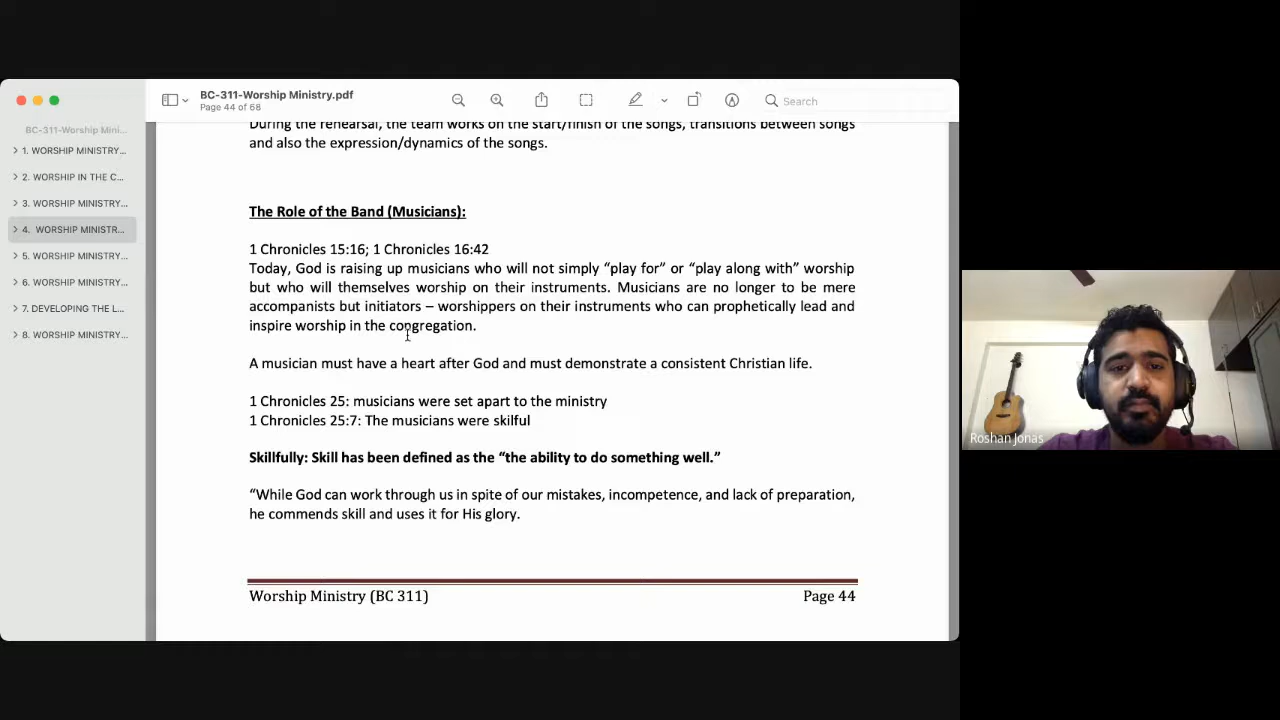 BC-311-Worship Ministry.pdf
Page 44 of 68
Search
BC-311-Worship Mini...
1. WORSHIP MINISTRY...
2. WORSHIP IN THE C...
3. WORSHIP MINISTRY...
4. WORSHIP MINISTR...
5. WORSHIP MINISTRY...
6. WORSHIP MINISTRY...
7. DEVELOPING THE L...
8. WORSHIP MINISTRY...
During the rehearsal, the team works on the start/finish of the songs, transitions between songs
and also the expression/dynamics of the songs.
The Role of the Band (Musicians):
1 Chronicles 15:16; 1 Chronicles 16:42
Today, God is raising up musicians who will not simply “play for” or “play along with” worship
but who will themselves worship on their instruments. Musicians are no longer to be mere
accompanists but initiators – worshippers on their instruments who can prophetically lead and
inspire worship in the congregation.
A musician must have a heart after God and must demonstrate a consistent Christian life.
1 Chronicles 25: musicians were set apart to the ministry
1 Chronicles 25:7: The musicians were skilful
Skillfully: Skill has been defined as the “the ability to do something well.”
“While God can work through us in spite of our mistakes, incompetence, and lack of preparation,
he commends skill and uses it for His glory.
Worship Ministry (BC 311)
Page 44
Roshan Jonas